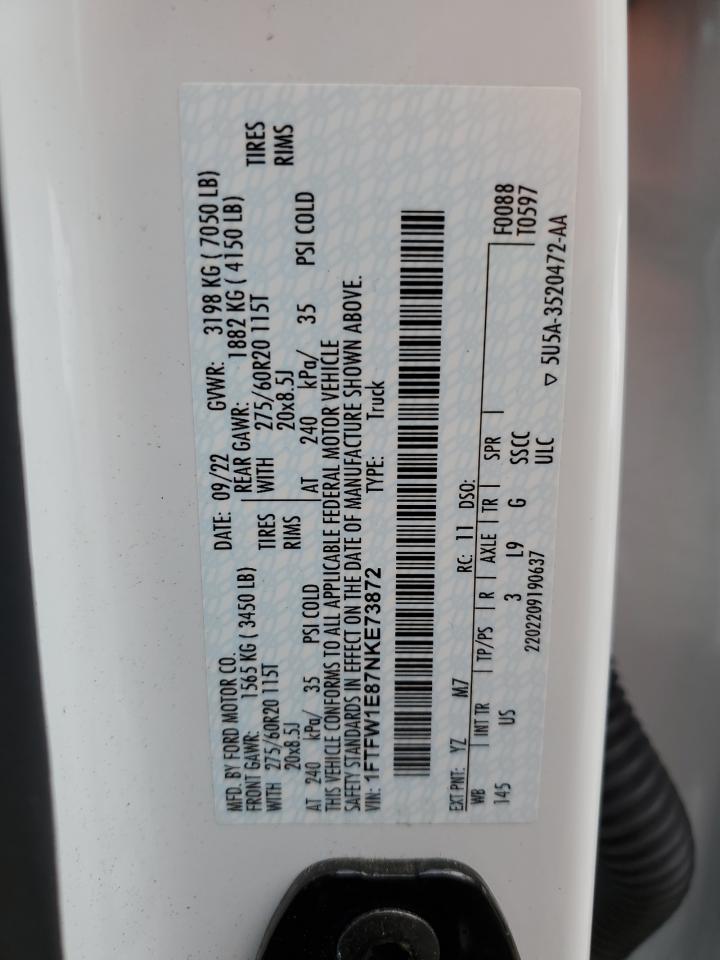 MFD. BY FORD MOTOR CO. DATE: 09/22 GVWR: 3198 KG ( 7050 LB)
FRONT GAWR: 1565 KG ( 3450 LB) REAR GAWR: 1882 KG ( 4150 LB)
WITH 275/60R20 115T TIRES WITH 275/60R20 115T TIRES
20x8.5J RIMS 20x8.5J RIMS
AT 240 kPa/ 35 PSI COLD AT 240 kPa/ 35 PSI COLD
THIS VEHICLE CONFORMS TO ALL APPLICABLE FEDERAL MOTOR VEHICLE
SAFETY STANDARDS IN EFFECT ON THE DATE OF MANUFACTURE SHOWN ABOVE.
VIN: 1FTFW1E87NKE73872 TYPE: Truck
EXT PNT: YZ M7 RC: 11 DSO:
WB INT TR TP/PS R AXLE TR SPR F0088
145 US 3 L9 G SSCC T0597
2202209190637 ULC ▽ 5U5A-3520472-AA